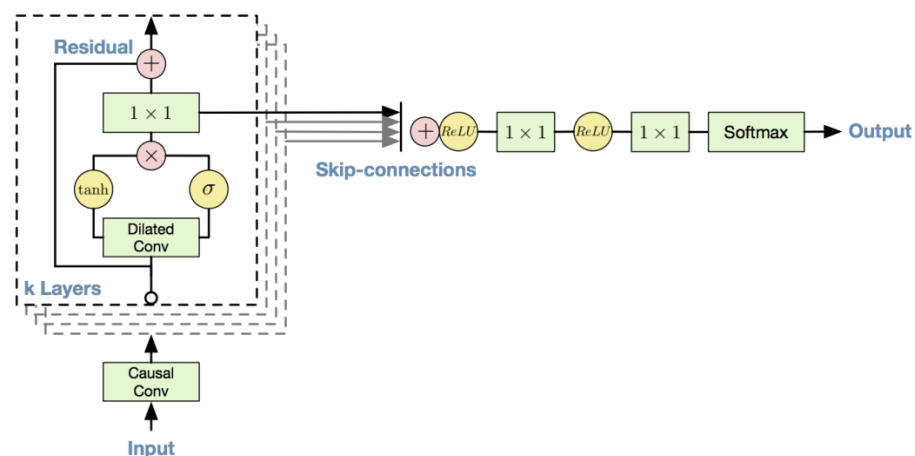 Residual
+
1 × 1
×
tanh
σ
Dilated
Conv
k Layers
Causal
Conv
Input
Skip-connections
+
ReLU
1 × 1
ReLU
1 × 1
Softmax
Output